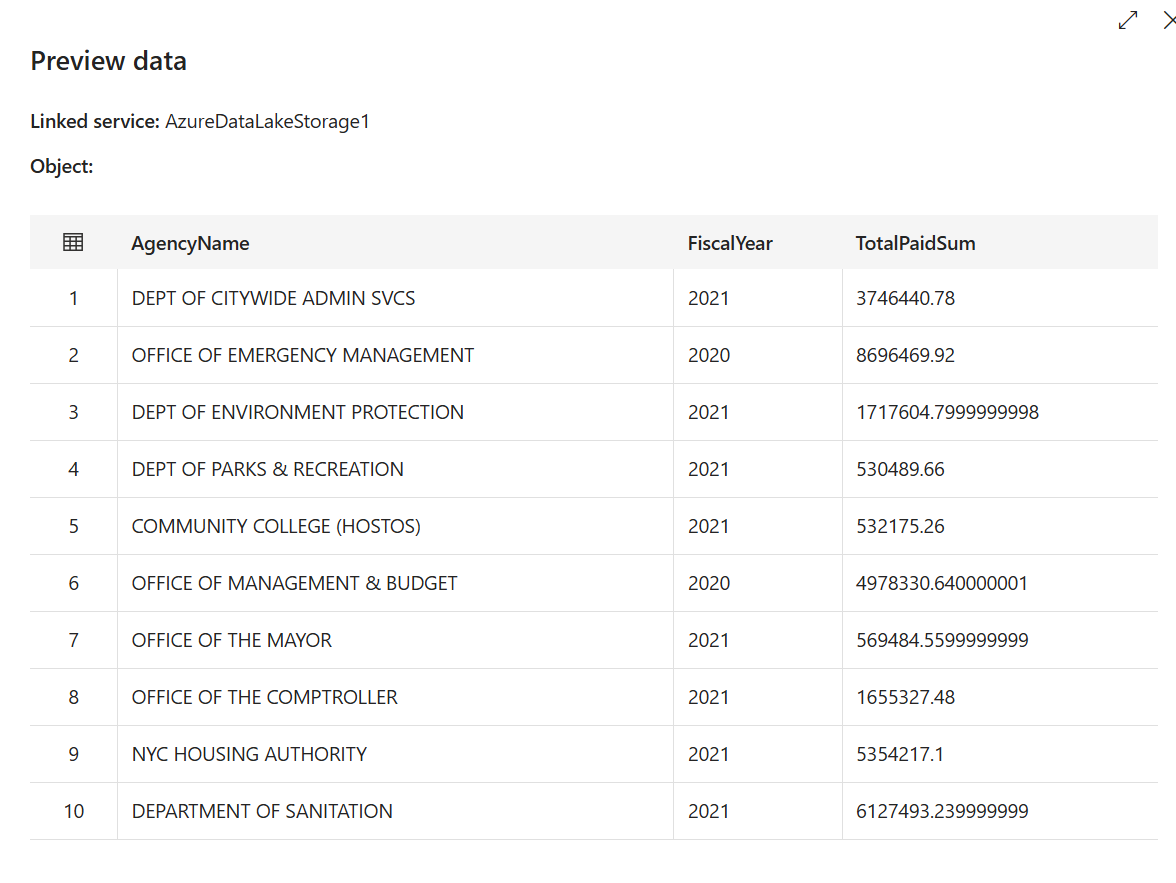 Preview data
Linked service: AzureDataLakeStorage1
Object:
AgencyName FiscalYear TotalPaidSum
1 DEPT OF CITYWIDE ADMIN SVCS 2021 3746440.78
2 OFFICE OF EMERGENCY MANAGEMENT 2020 8696469.92
3 DEPT OF ENVIRONMENT PROTECTION 2021 1717604.7999999998
4 DEPT OF PARKS & RECREATION 2021 530489.66
5 COMMUNITY COLLEGE (HOSTOS) 2021 532175.26
6 OFFICE OF MANAGEMENT & BUDGET 2020 4978330.640000001
7 OFFICE OF THE MAYOR 2021 569484.5599999999
8 OFFICE OF THE COMPTROLLER 2021 1655327.48
9 NYC HOUSING AUTHORITY 2021 5354217.1
10 DEPARTMENT OF SANITATION 2021 6127493.239999999